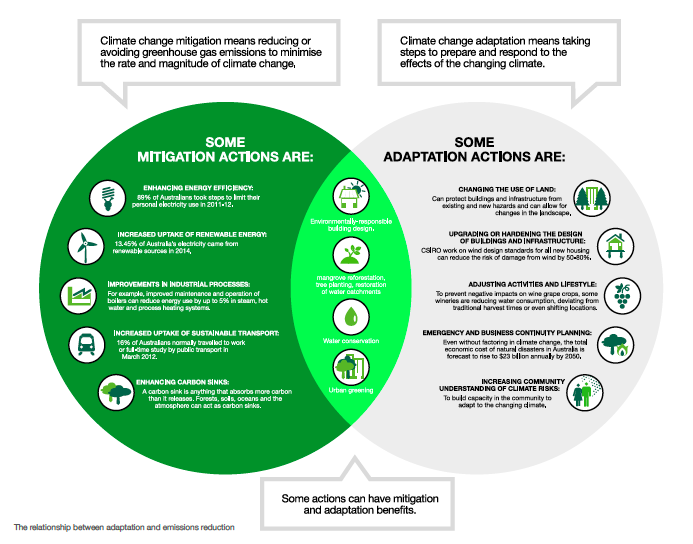 Climate change mitigation means reducing or
avoiding greenhouse gas emissions to minimise
the rate and magnitude of climate change.
Climate change adaptation means taking
steps to prepare and respond to the
effects of the changing climate.
SOME
MITIGATION ACTIONS ARE:
ENHANCING ENERGY EFFICIENCY:
89% of Australians took steps to limit their
personal electricity use in 2011-12.
INCREASED UPTAKE OF RENEWABLE ENERGY:
13.45% of Australia's electricity came from
renewable sources in 2014.
IMPROVEMENTS IN INDUSTRIAL PROCESSES:
For example, improved maintenance and operation of
boilers can reduce energy use by up to 5% in steam, hot
water and process heating systems.
INCREASED UPTAKE OF SUSTAINABLE TRANSPORT:
16% of Australians normally travelled to work
or full-time study by public transport in
March 2012.
ENHANCING CARBON SINKS:
A carbon sink is anything that absorbs more carbon
than it releases. Forests, soils, oceans and the
atmosphere can act as carbon sinks.
Environmentally-responsible
building design.
mangrove reforestation,
tree planting, restoration
of water catchments
Water conservation
Urban greening
SOME
ADAPTATION ACTIONS ARE:
CHANGING THE USE OF LAND:
Can protect buildings and infrastructure from
existing and new hazards and can allow for
changes in the landscape.
UPGRADING OR HARDENING THE DESIGN
OF BUILDINGS AND INFRASTRUCTURE:
CSIRO work on wind design standards for all new housing
can reduce the risk of damage from wind by 50-80%.
ADJUSTING ACTIVITIES AND LIFESTYLE:
To prevent negative impacts on wine grape crops, some
wineries are reducing water consumption, deviating from
traditional harvest times or even shifting locations.
EMERGENCY AND BUSINESS CONTINUITY PLANNING:
Even without factoring in climate change, the total
economic cost of natural disasters in Australia is
forecast to rise to $23 billion annually by 2050.
INCREASING COMMUNITY
UNDERSTANDING OF CLIMATE RISKS:
To build capacity in the community to
adapt to the changing climate.
Some actions can have mitigation
and adaptation benefits.
The relationship between adaptation and emissions reduction